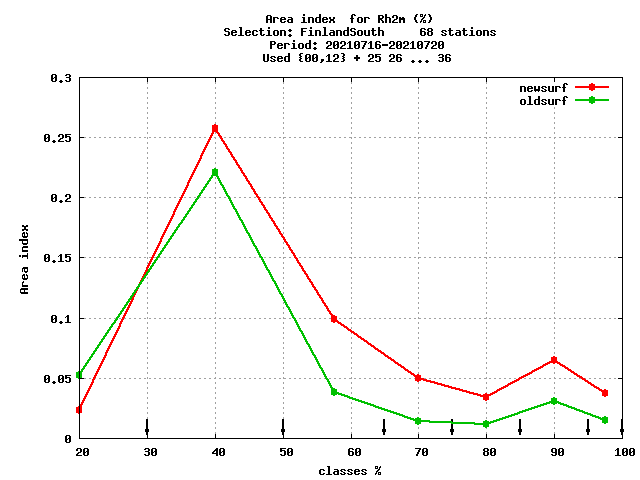 Area index  for Rh2m (%)
Selection: FinlandSouth     68 stations
Period: 20210716-20210720
Used {00,12} + 25 26 ... 36
newsurf
oldsurf
0.3
0.25
0.2
0.15
0.1
0.05
0
Area index
20 30 40 50 60 70 80 90 100
classes %